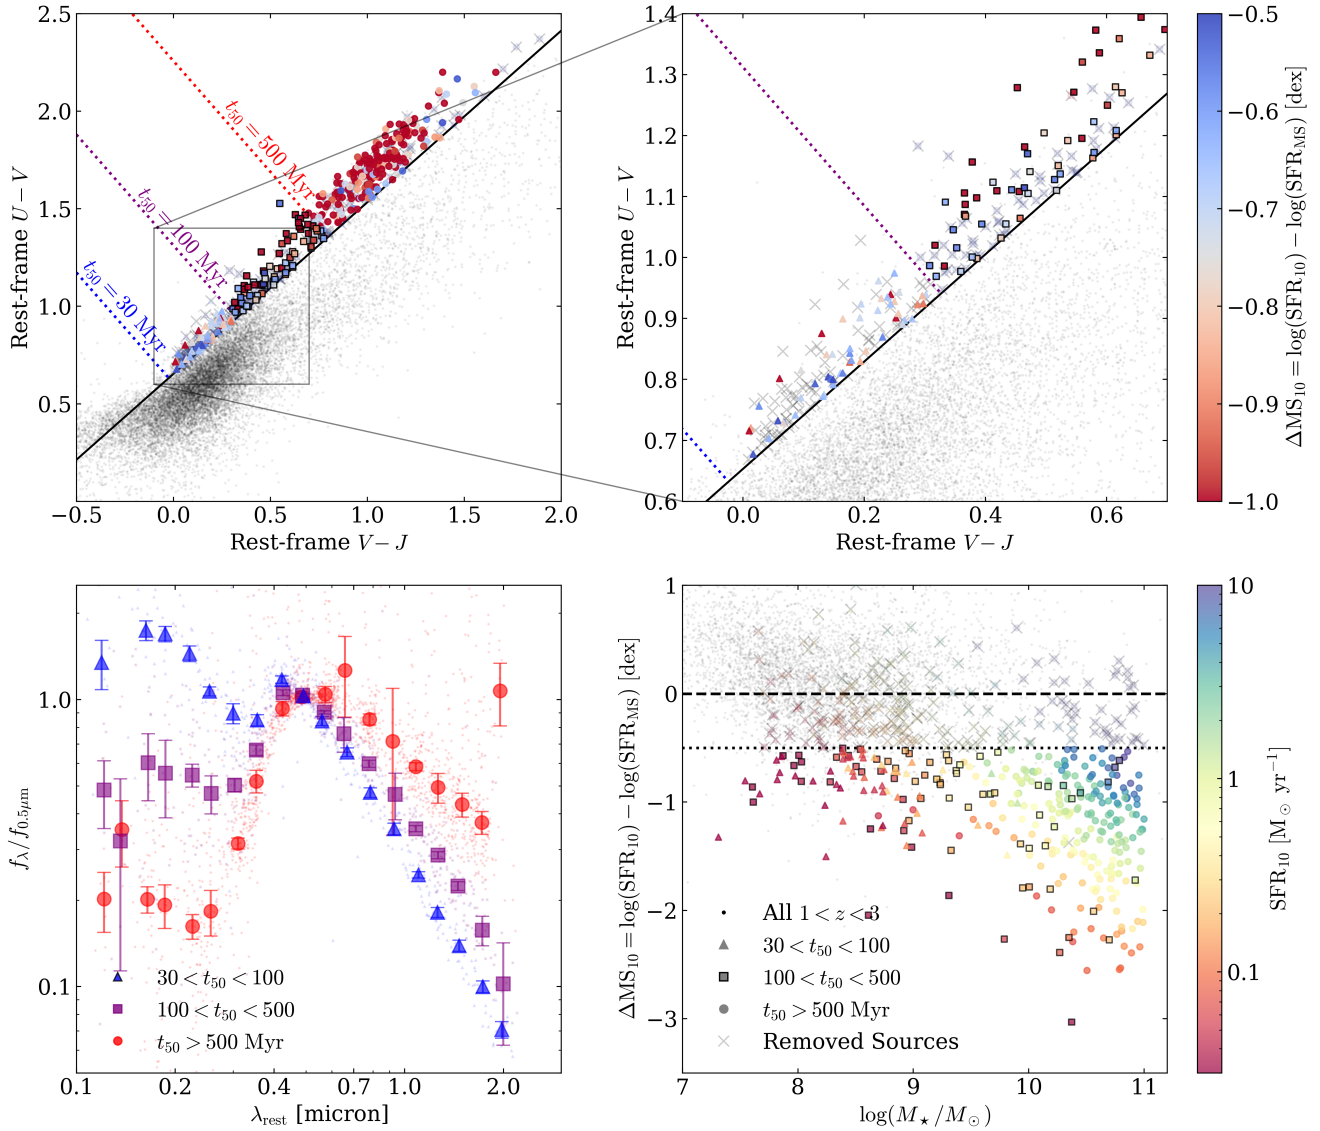 2.5
2.0
1.5
1.0
0.5
−0.5
0.0
0.5
1.0
1.5
2.0
Rest-frame U − V
Rest-frame V − J
t50 = 500 Myr
t50 = 100 Myr
t50 = 30 Myr
1.4
1.3
1.2
1.1
1.0
0.9
0.8
0.7
0.6
0.0
0.2
0.4
0.6
Rest-frame U − V
Rest-frame V − J
−0.5
−0.6
−0.7
−0.8
−0.9
−1.0
ΔMS10 = log(SFR10) − log(SFRMS) [dex]
1.0
0.1
0.1
0.2
0.4
0.7
1.0
2.0
fλ/f0.5μm
λrest [micron]
30 < t50 < 100
100 < t50 < 500
t50 > 500 Myr
1
0
−1
−2
−3
7
8
9
10
11
ΔMS10 = log(SFR10) − log(SFRMS) [dex]
log(M⋆/M⊙)
All 1 < z < 3
30 < t50 < 100
100 < t50 < 500
t50 > 500 Myr
Removed Sources
10
1
0.1
SFR10 [M⊙ yr−1]